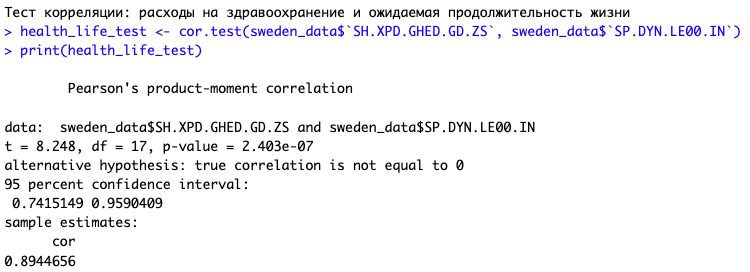 Тест корреляции: расходы на здравоохранение и ожидаемая продолжительность жизни
> health_life_test <- cor.test(sweden_data$`SH.XPD.GHED.GD.ZS`, sweden_data$`SP.DYN.LE00.IN`)
> print(health_life_test)
Pearson's product-moment correlation
data:  sweden_data$SH.XPD.GHED.GD.ZS and sweden_data$SP.DYN.LE00.IN
t = 8.248, df = 17, p-value = 2.403e-07
alternative hypothesis: true correlation is not equal to 0
95 percent confidence interval:
0.7415149 0.9590409
sample estimates:
cor
0.8944656